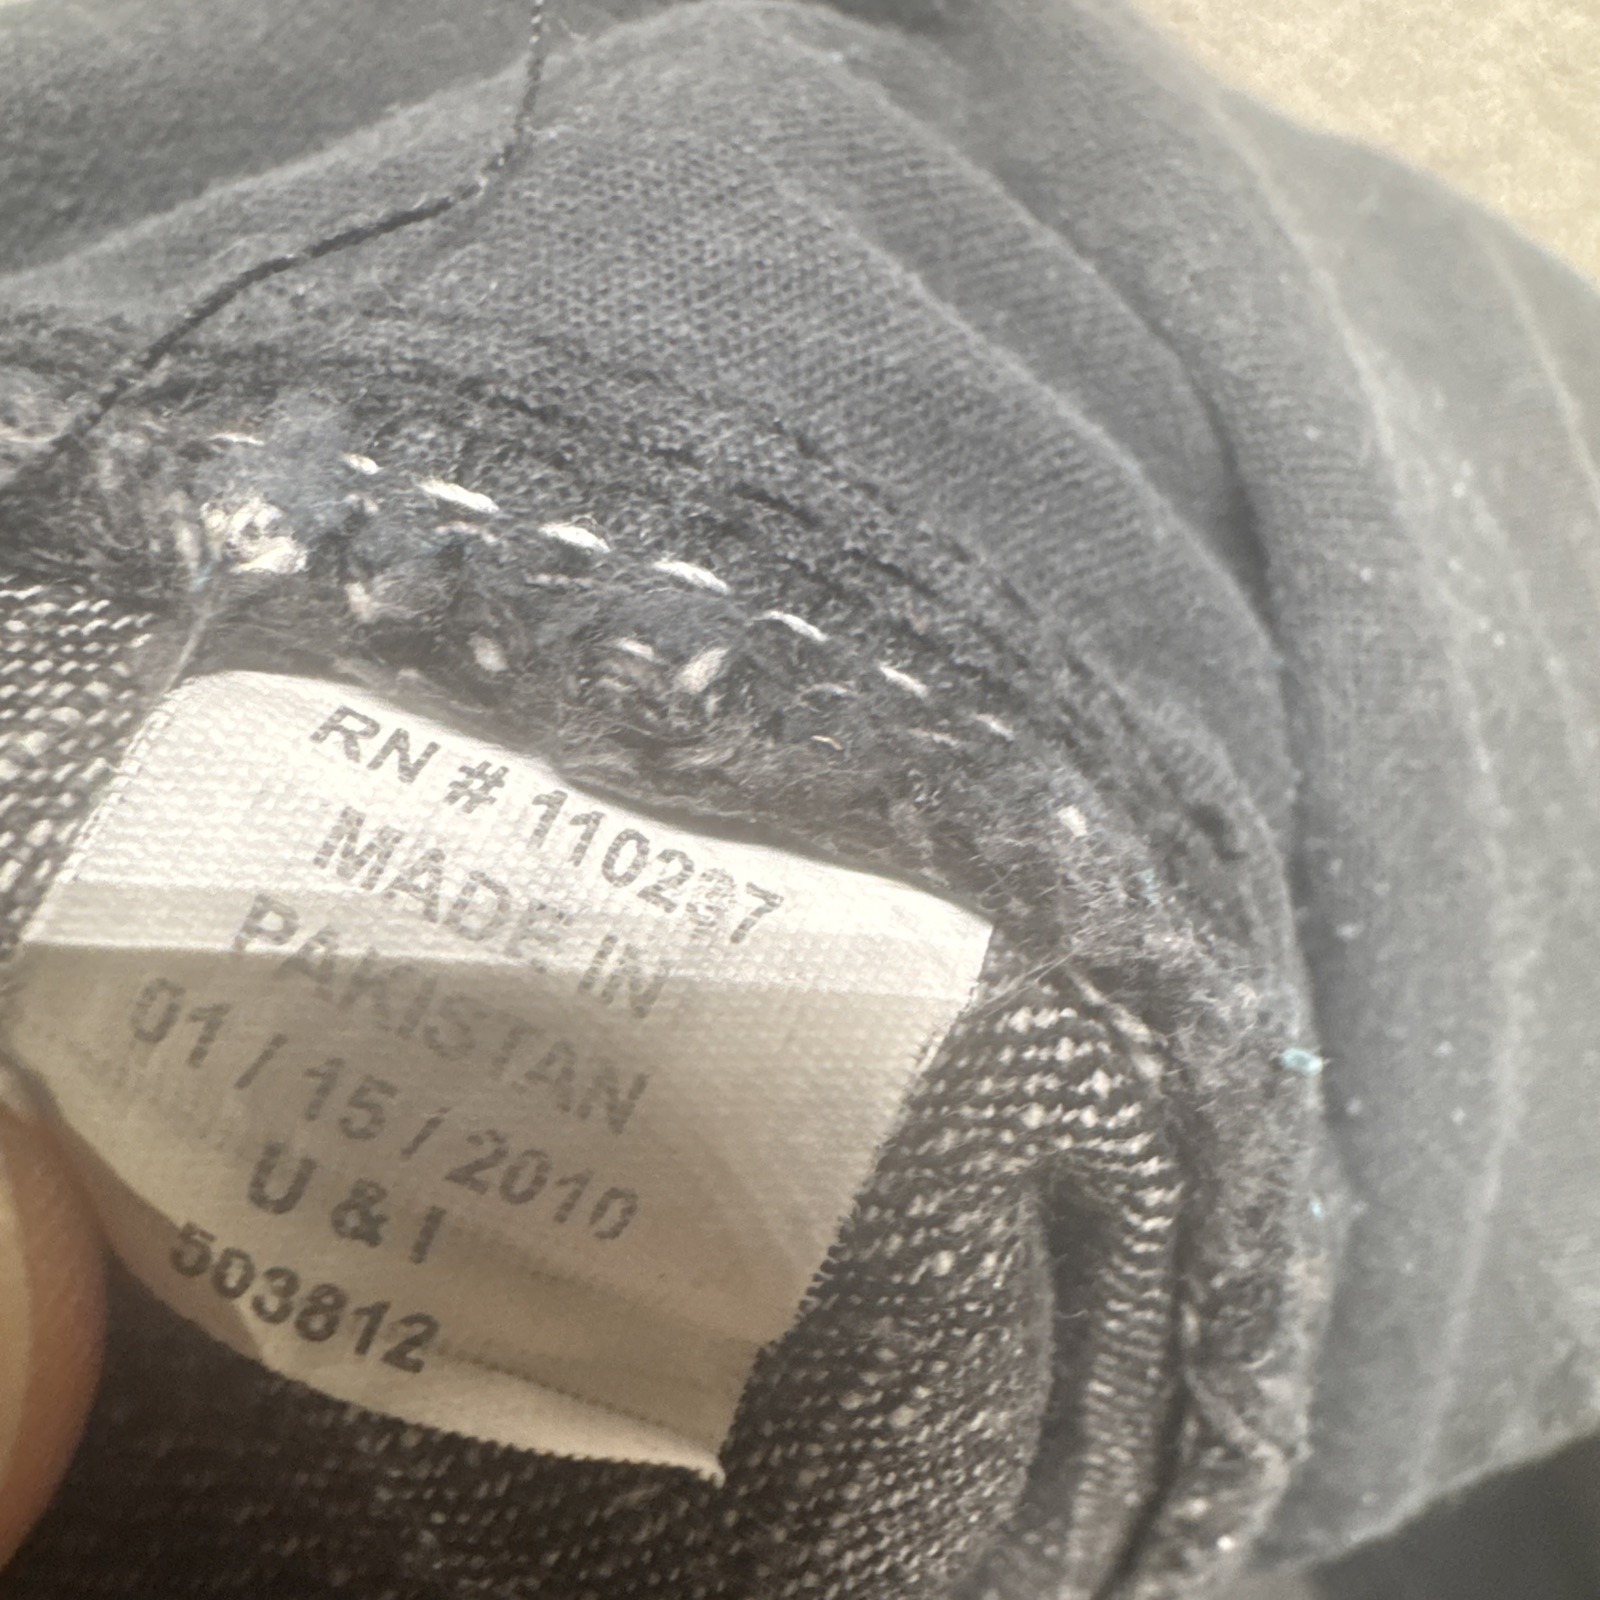 RN # 110237
MADE IN
PAKISTAN
01 / 15 / 2010
U & I
503812